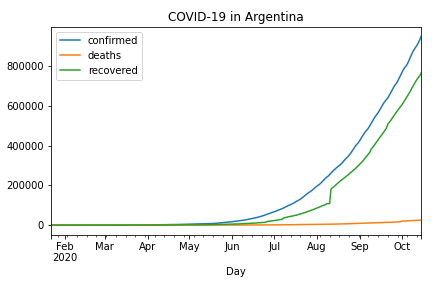 COVID-19 in Argentina
confirmed
deaths
recovered
800000
600000
400000
200000
0
Feb Mar Apr May Jun Jul Aug Sep Oct
2020
Day